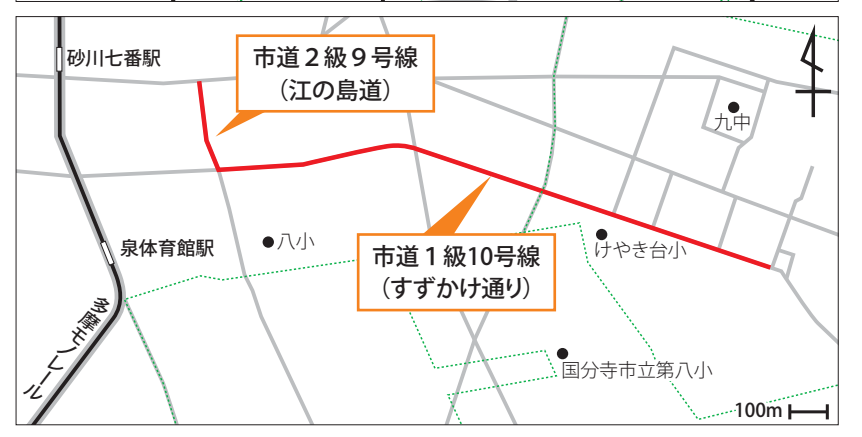 砂川七番駅
市道２級９号線
（江の島道）
九中
泉体育館駅
八小
市道１級10号線
（すずかけ通り）
けやき台小
多摩モノレール
国分寺市立第八小
100m